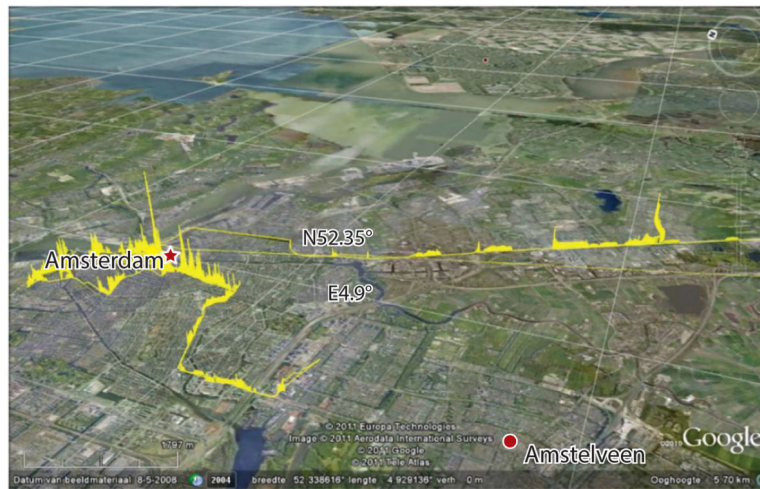 N52.35°
Amsterdam
E4.9°
1797 m
© 2011 Europa Technologies
Image © 2011 Aerodata International Surveys
© 2011 Google
© 2011 Tele Atlas
©2010 Google
Amstelveen
Datum van beeldmateriaal 8-5-2008 2004 breedte 52.338616° lengte 4.929136° verh 0 m Ooghoogte 5.70 km